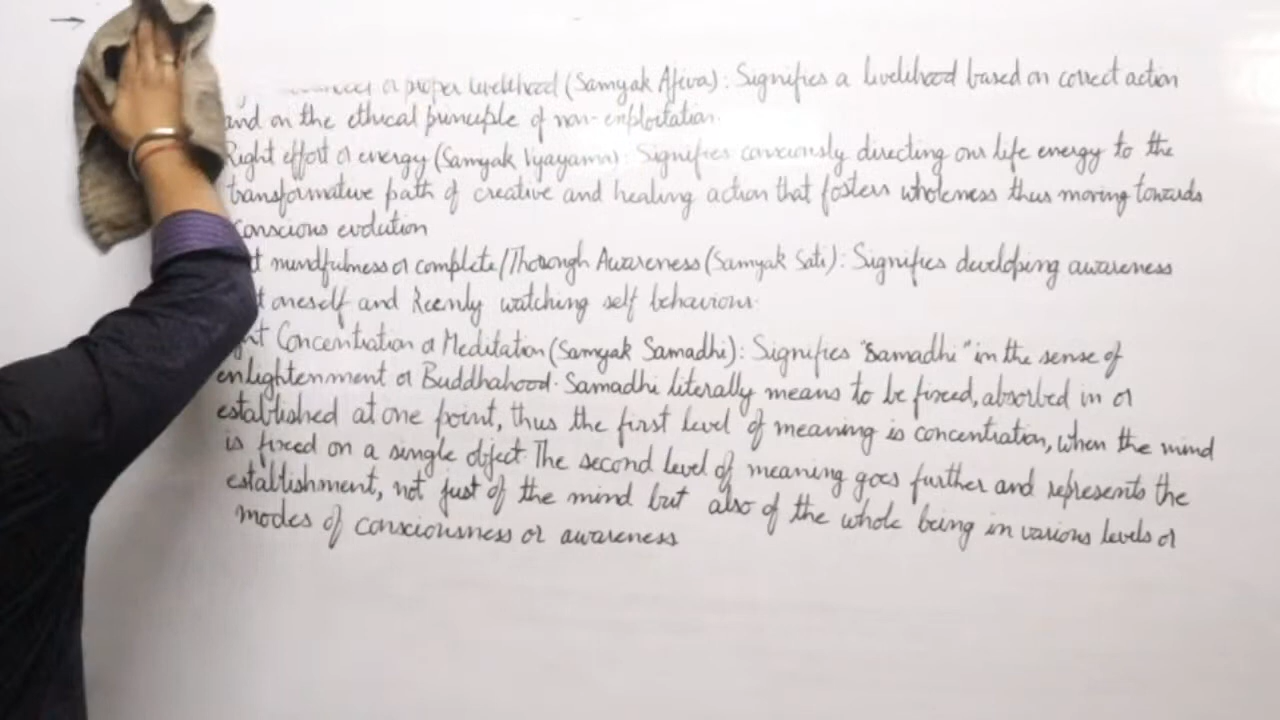 →
or proper livelihood (Samyak Ajiva): Signifies a livelihood based on correct action
and on the ethical principle of non-exploitation.
Right effort or energy (Samyak Vyayama): Signifies consciously directing our life energy to the
transformative path of creative and healing action that fosters wholeness thus moving towards
conscious evolution
mindfulness or complete/Thorough Awareness (Samyak Sati): Signifies developing awareness
oneself and keenly watching self behaviour.
Concentration or Meditation (Samyak Samadhi): Signifies "Samadhi" in the sense of
enlightenment or Buddhahood. Samadhi literally means to be fixed, absorbed in or
established at one point, thus the first level of meaning is concentration, when the mind
is fixed on a single object. The second level of meaning goes further and represents the
establishment, not just of the mind but also of the whole being in various levels or
modes of consciousness or awareness